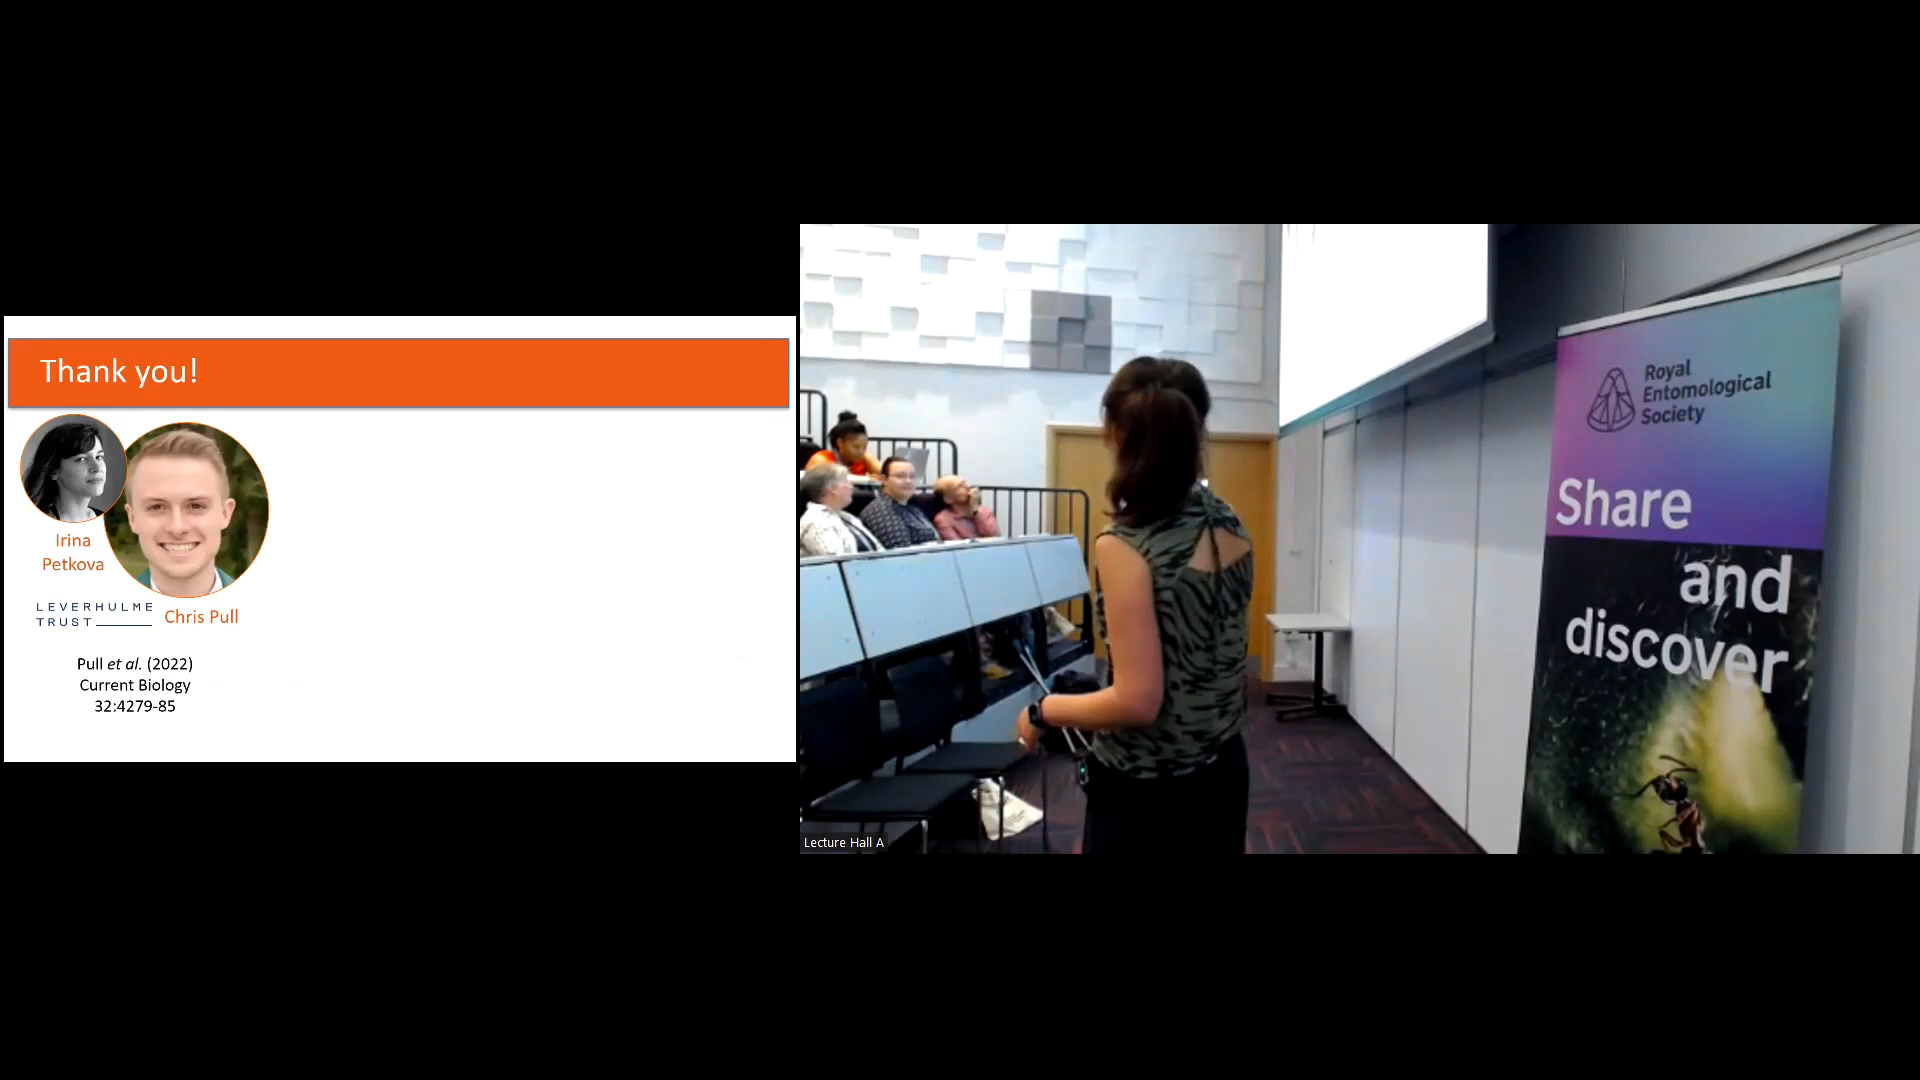 Thank you!
Irina
Petkova
LEVERHULME
TRUST
Chris Pull
Pull et al. (2022)
Current Biology
32:4279-85
Royal
Entomological
Society
Share
and
discover
Lecture Hall A